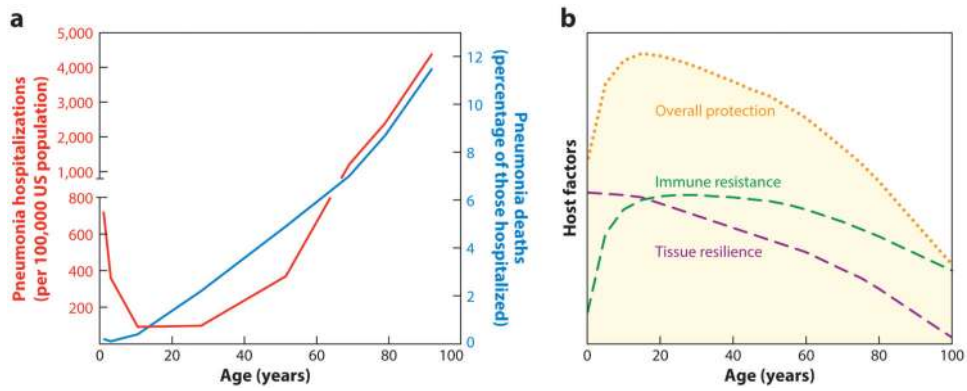 a
Pneumonia hospitalizations
(per 100,000 US population)
5,000
4,000
3,000
2,000
1,000
800
600
400
200
0
20
40
60
80
100
Age (years)
12
10
8
6
4
2
0
Pneumonia deaths
(percentage of those hospitalized)
b
Host factors
Overall protection
Immune resistance
Tissue resilience
0
20
40
60
80
100
Age (years)